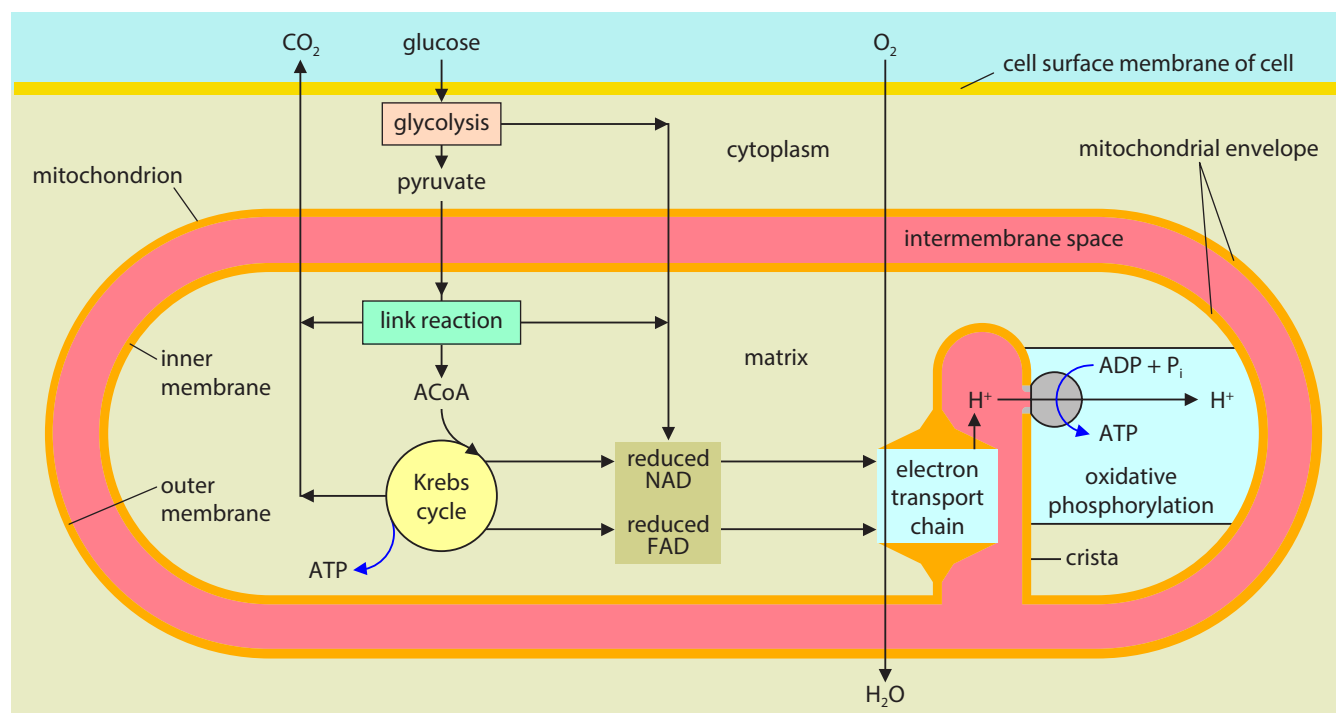 CO₂
glucose
O₂
cell surface membrane of cell
glycolysis
cytoplasm
mitochondrial envelope
mitochondrion
pyruvate
intermembrane space
link reaction
inner
membrane
matrix
ADP + Pᵢ
ACoA
H⁺
H⁺
ATP
reduced
NAD
electron
transport
chain
Krebs
cycle
oxidative
phosphorylation
outer
membrane
reduced
FAD
crista
ATP
H₂O